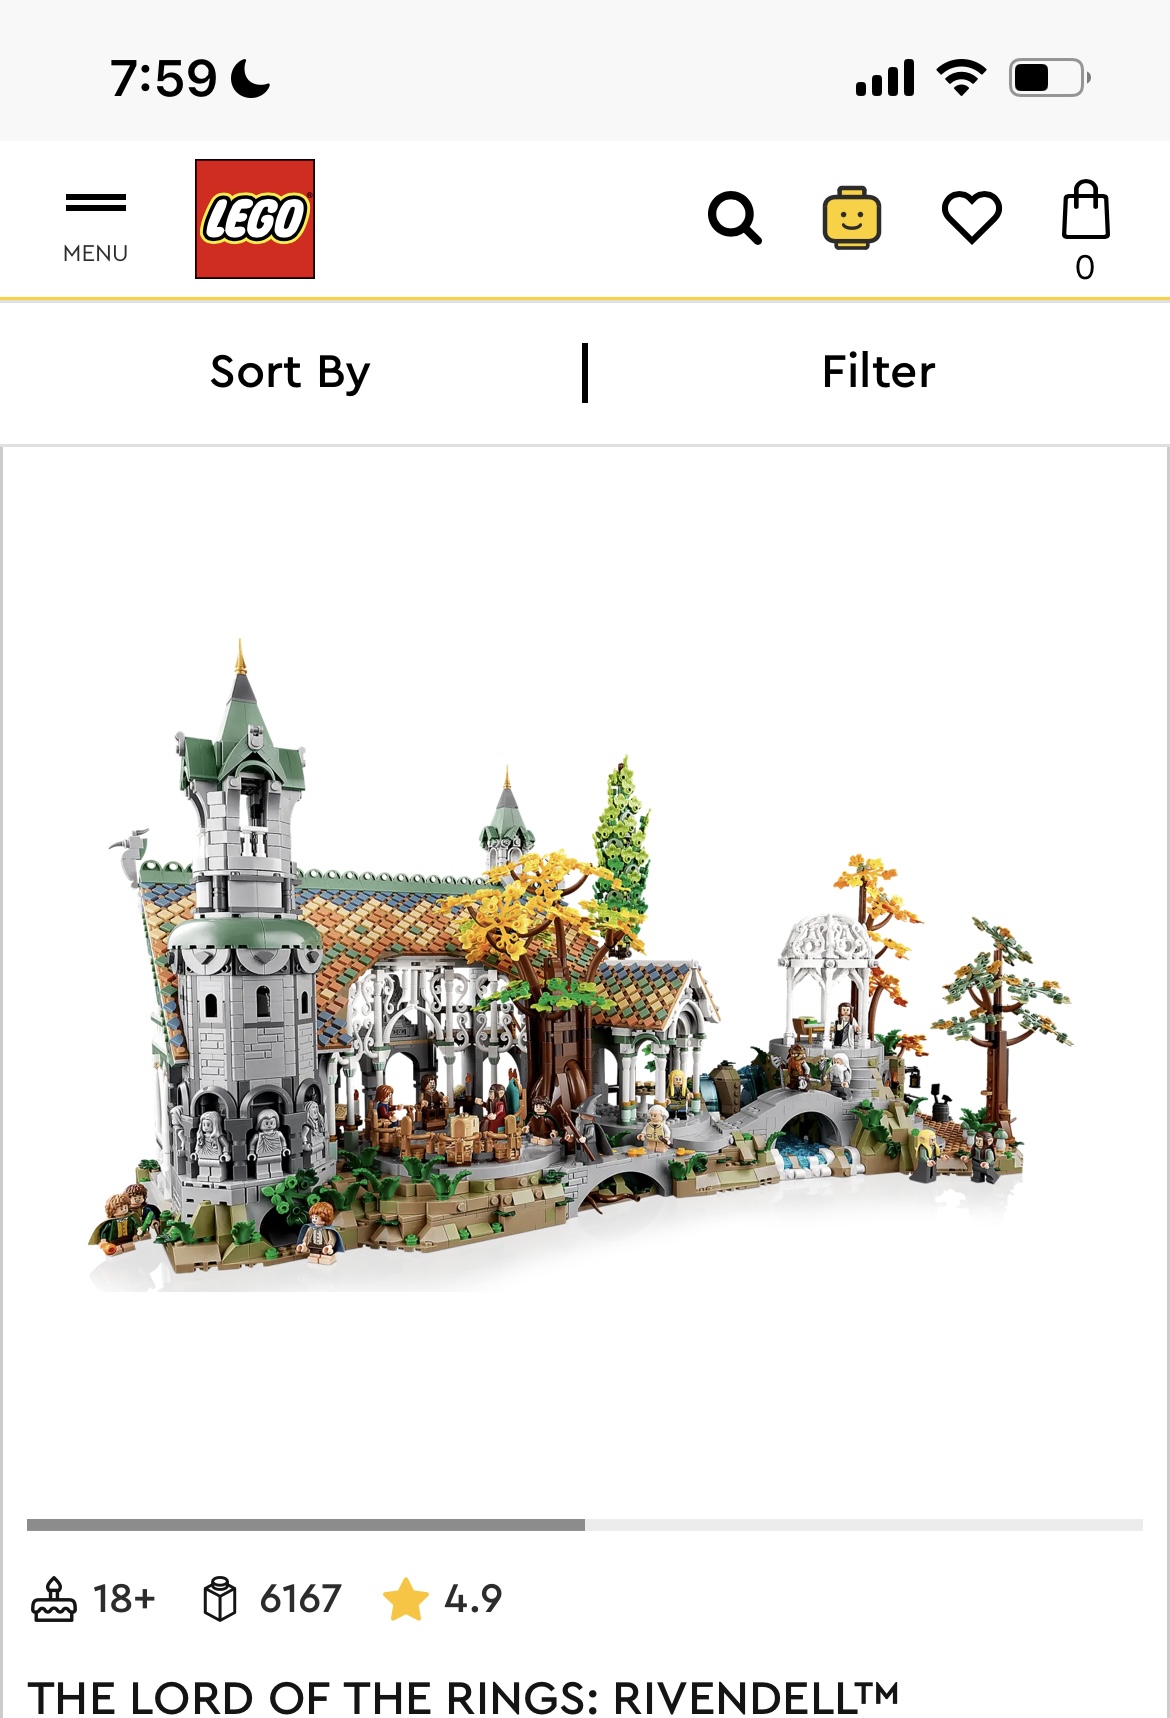 7:59
MENU
LEGO
0
Sort By
Filter
18+
6167
4.9
THE LORD OF THE RINGS: RIVENDELL™